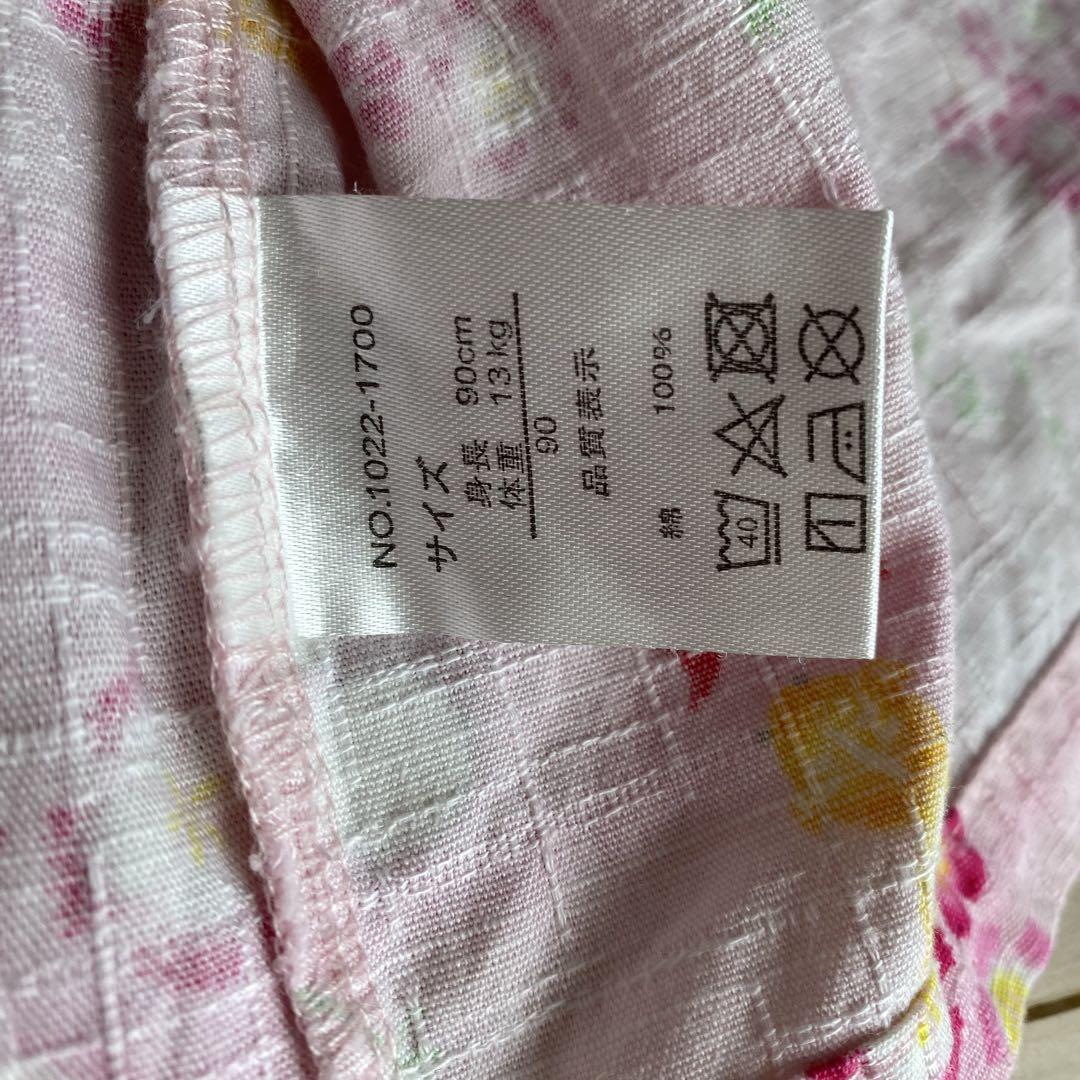 NO.1022-1700
サイズ
身長 90cm
体重 13kg
90
品質表示
綿 100%
40